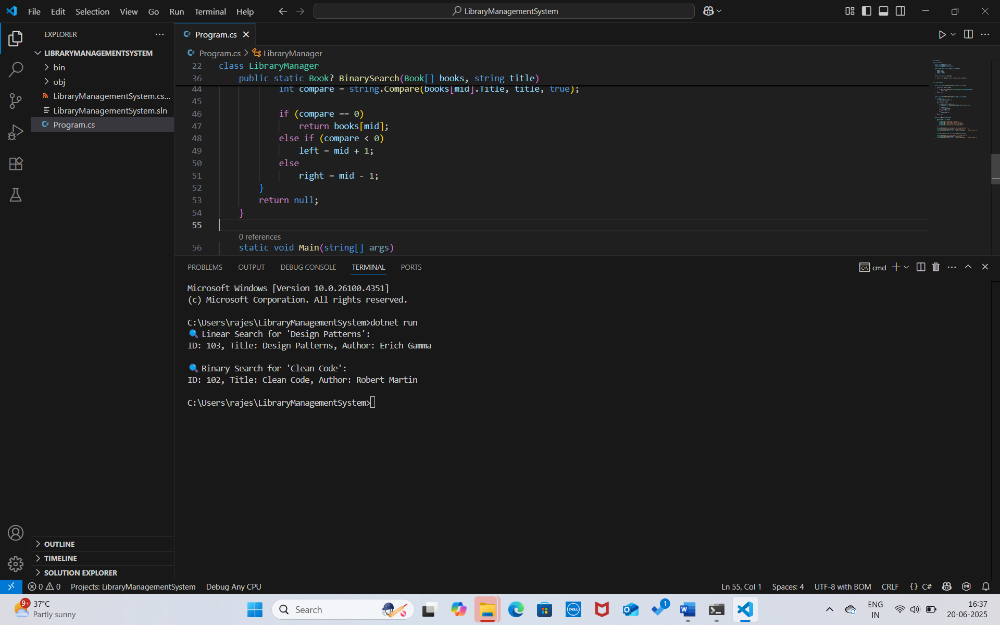 File Edit Selection View Go Run Terminal Help
LibraryManagementSystem
EXPLORER
LIBRARYMANAGEMENTSYSTEM
bin
obj
LibraryManagementSystem.cs...
LibraryManagementSystem.sln
Program.cs
OUTLINE
TIMELINE
SOLUTION EXPLORER
Program.cs
Program.cs > LibraryManager
22 class LibraryManager
36 public static Book? BinarySearch(Book[] books, string title)
44 int compare = string.Compare(books[mid].Title, title, true);
45
46 if (compare == 0)
47 return books[mid];
48 else if (compare < 0)
49 left = mid + 1;
50 else
51 right = mid - 1;
52 }
53 return null;
54 }
55
0 references
56 static void Main(string[] args)
PROBLEMS OUTPUT DEBUG CONSOLE TERMINAL PORTS
cmd
Microsoft Windows [Version 10.0.26100.4351]
(c) Microsoft Corporation. All rights reserved.
C:\Users\rajes\LibraryManagementSystem>dotnet run
🔍 Linear Search for 'Design Patterns':
ID: 103, Title: Design Patterns, Author: Erich Gamma
🔍 Binary Search for 'Clean Code':
ID: 102, Title: Clean Code, Author: Robert Martin
C:\Users\rajes\LibraryManagementSystem>
0 0 Projects: LibraryManagementSystem Debug Any CPU
Ln 55, Col 1 Spaces: 4 UTF-8 with BOM CRLF {} C#
9+
37°C
Partly sunny
Search
DELL
1
ENG
IN
16:37
20-06-2025